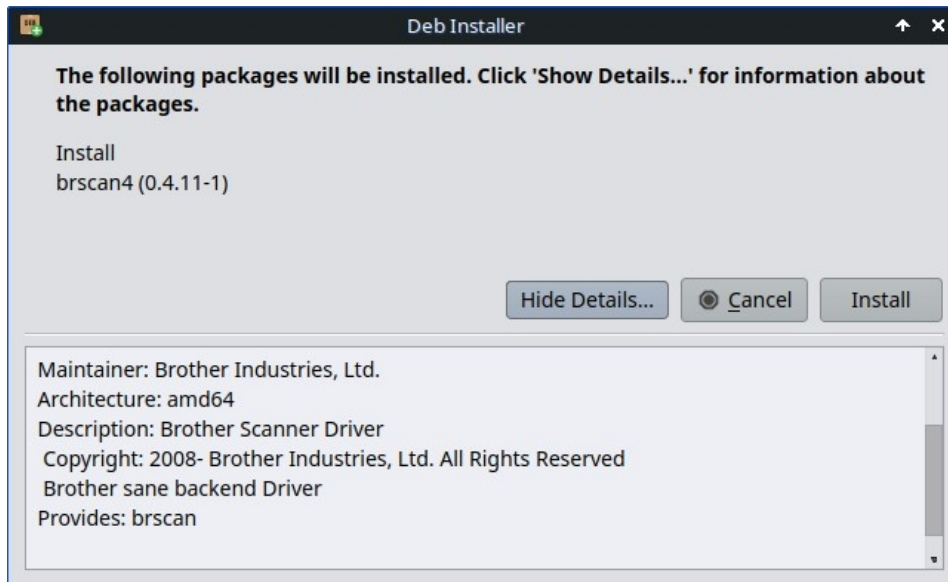 Deb Installer
The following packages will be installed. Click 'Show Details...' for information about
the packages.
Install
brscan4 (0.4.11-1)
Hide Details...
Cancel
Install
Maintainer: Brother Industries, Ltd.
Architecture: amd64
Description: Brother Scanner Driver
Copyright: 2008- Brother Industries, Ltd. All Rights Reserved
Brother sane backend Driver
Provides: brscan